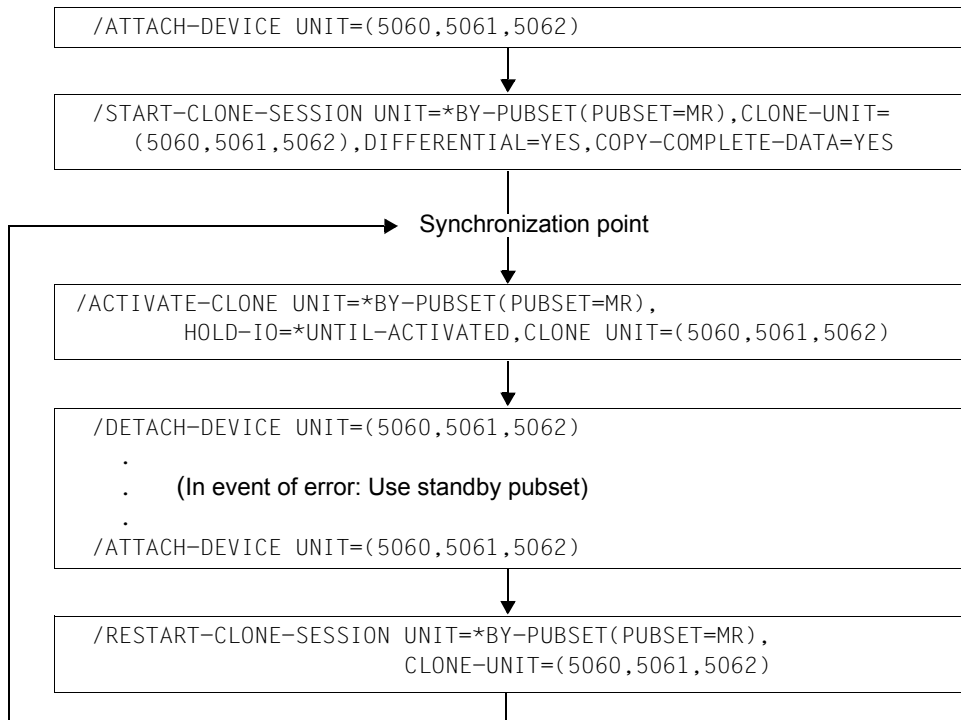 /ATTACH-DEVICE UNIT=(5060,5061,5062)
/START-CLONE-SESSION UNIT=*BY-PUBSET(PUBSET=MR),CLONE-UNIT=
(5060,5061,5062),DIFFERENTIAL=YES,COPY-COMPLETE-DATA=YES
Synchronization point
/ACTIVATE-CLONE UNIT=*BY-PUBSET(PUBSET=MR),
HOLD-IO=*UNTIL-ACTIVATED,CLONE UNIT=(5060,5061,5062)
/DETACH-DEVICE UNIT=(5060,5061,5062)
.
. (In event of error: Use standby pubset)
.
/ATTACH-DEVICE UNIT=(5060,5061,5062)
/RESTART-CLONE-SESSION UNIT=*BY-PUBSET(PUBSET=MR),
CLONE-UNIT=(5060,5061,5062)